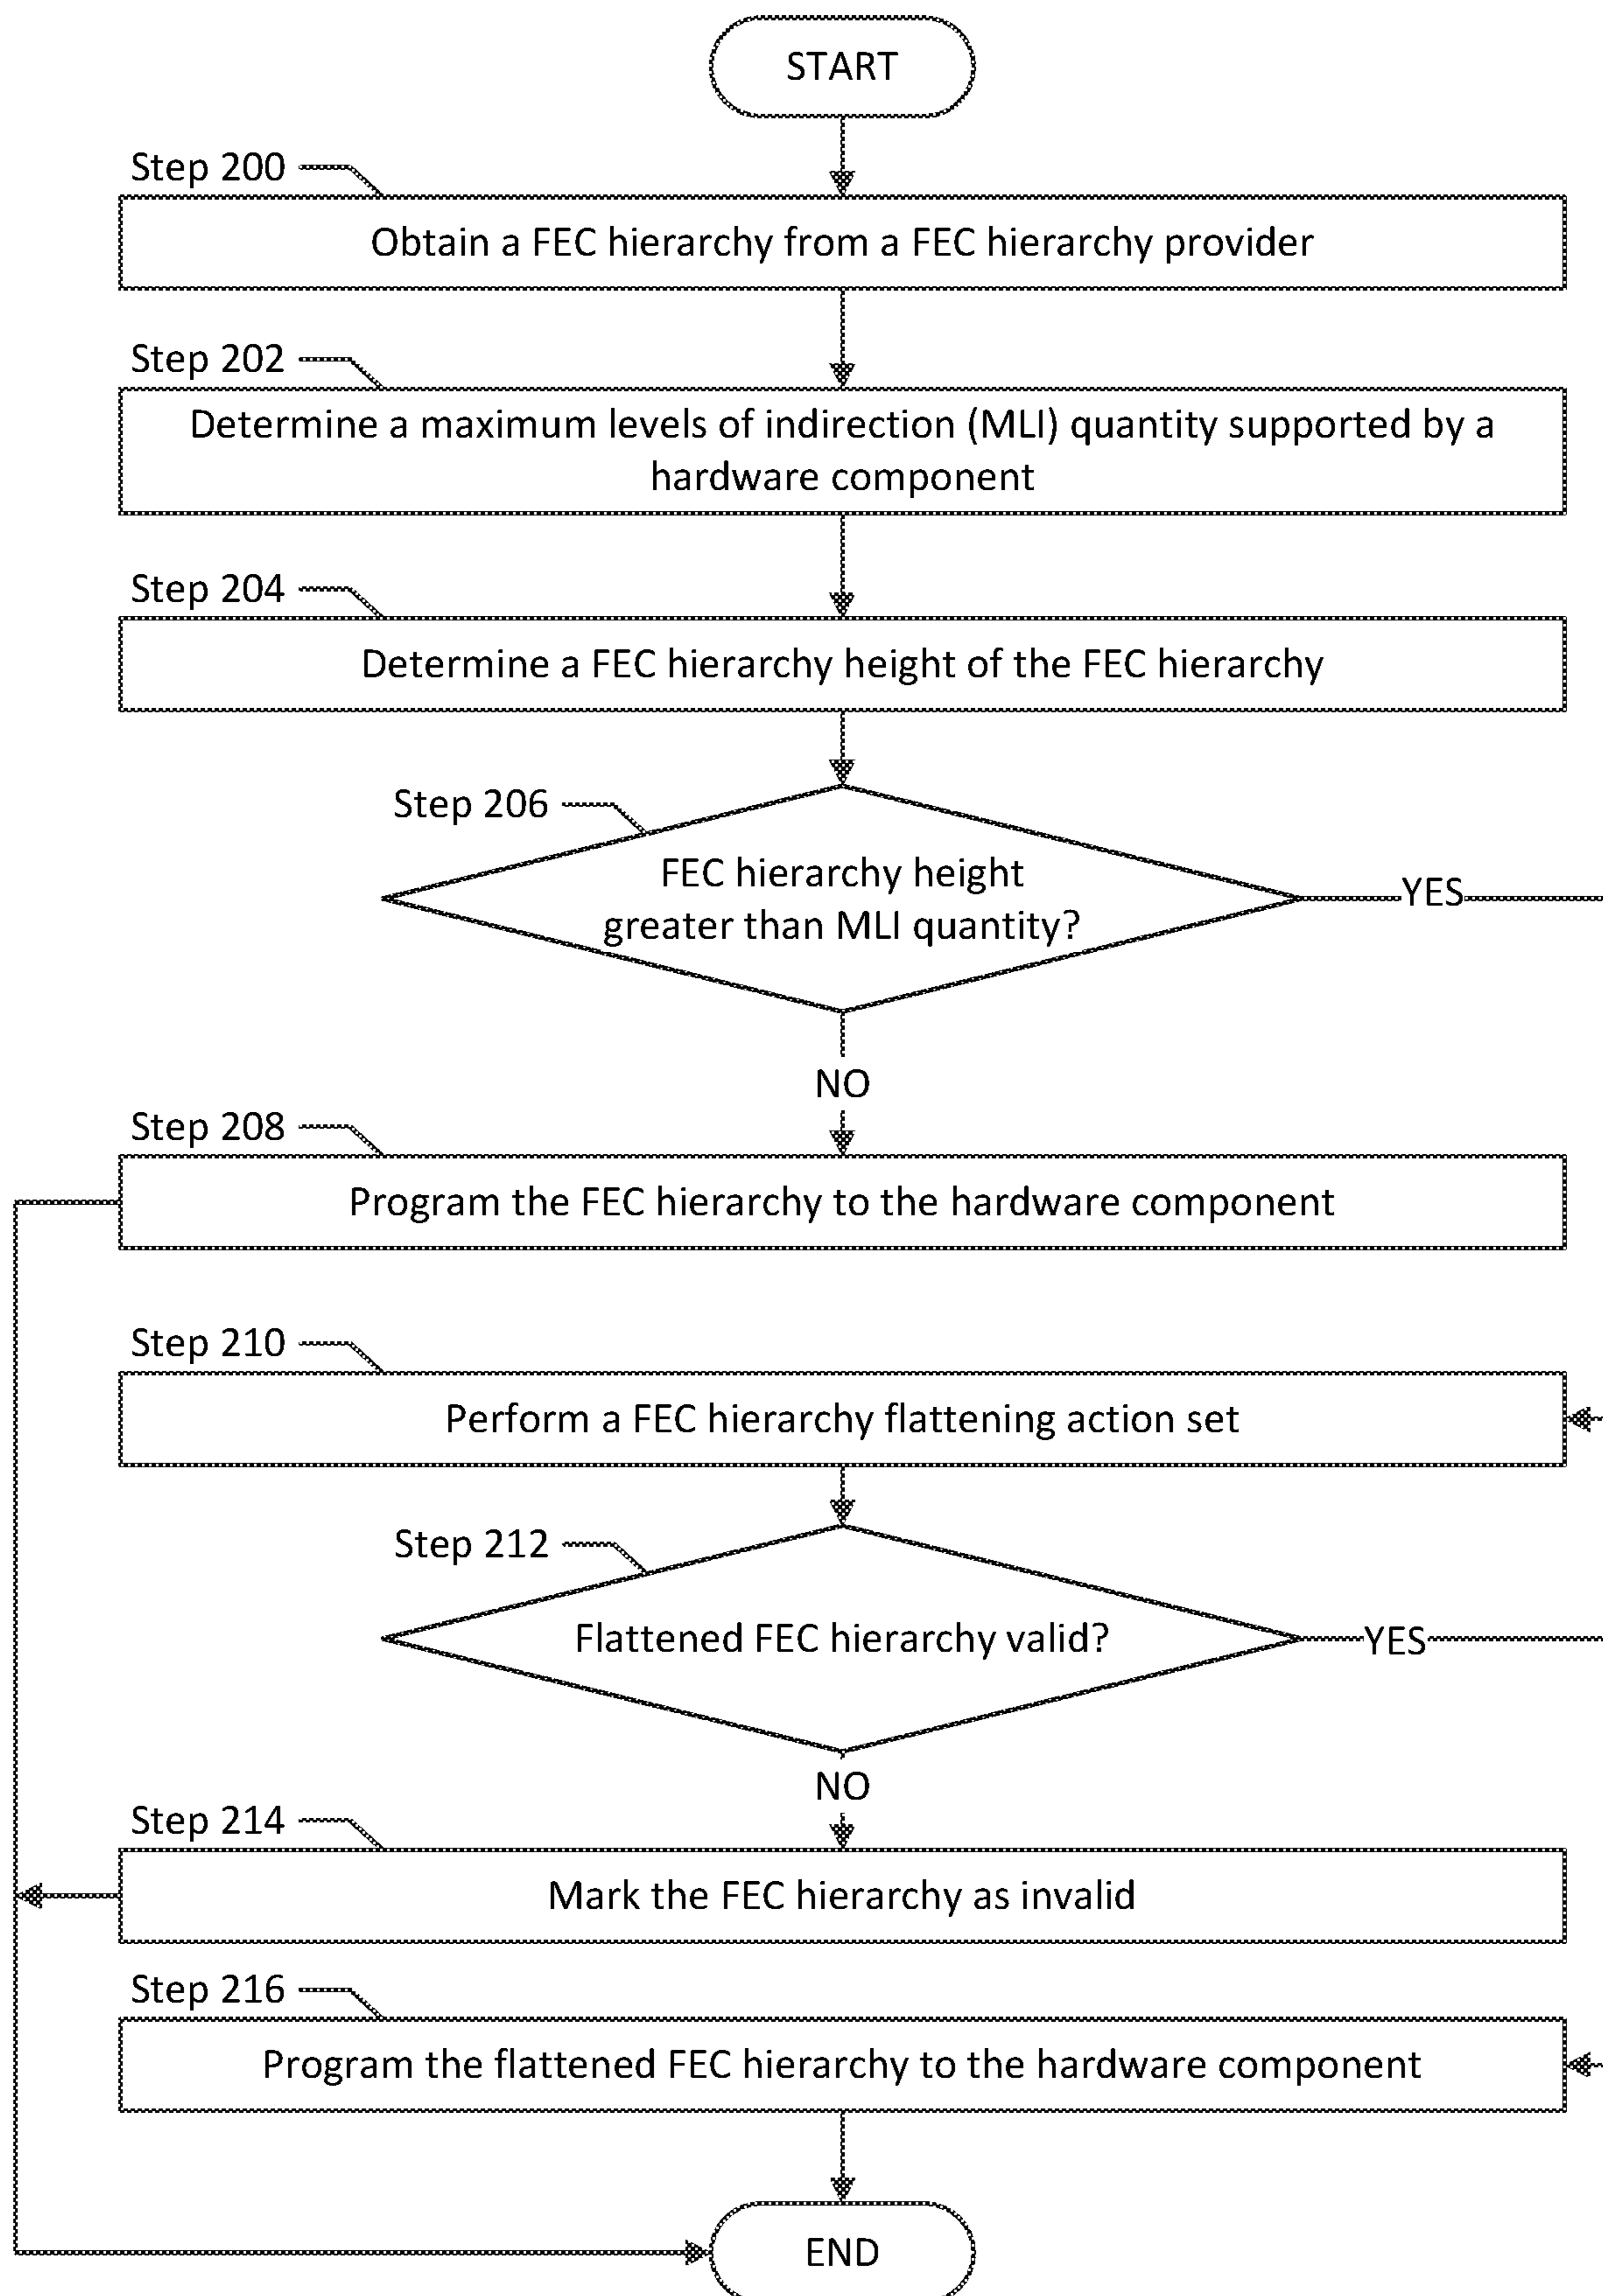 START
Step 200
Obtain a FEC hierarchy from a FEC hierarchy provider
Step 202
Determine a maximum levels of indirection (MLI) quantity supported by a
hardware component
Step 204
Determine a FEC hierarchy height of the FEC hierarchy
Step 206
FEC hierarchy height
greater than MLI quantity?
YES
NO
Step 208
Program the FEC hierarchy to the hardware component
Step 210
Perform a FEC hierarchy flattening action set
Step 212
Flattened FEC hierarchy valid?
YES
NO
Step 214
Mark the FEC hierarchy as invalid
Step 216
Program the flattened FEC hierarchy to the hardware component
END